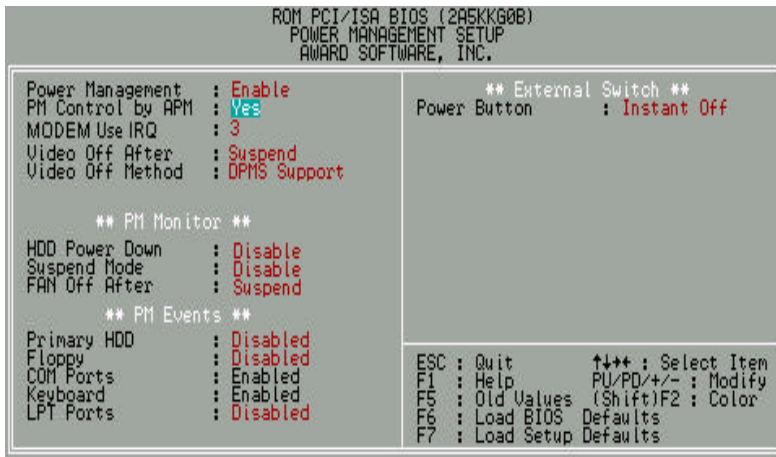 ROM PCI/ISA BIOS (2A5KKG0B)
POWER MANAGEMENT SETUP
AWARD SOFTWARE, INC.
Power Management : Enable
PM Control by APM : Yes
MODEM Use IRQ : 3
Video Off After : Suspend
Video Off Method : DPMS Support
** PM Monitor **
HDD Power Down : Disable
Suspend Mode : Disable
FAN Off After : Suspend
** PM Events **
Primary HDD : Disabled
Floppy : Disabled
COM Ports : Enabled
Keyboard : Enabled
LPT Ports : Disabled
** External Switch **
Power Button : Instant Off
ESC : Quit ↑↓→← : Select Item
F1 : Help PU/PD/+/- : Modify
F5 : Old Values (Shift)F2 : Color
F6 : Load BIOS Defaults
F7 : Load Setup Defaults